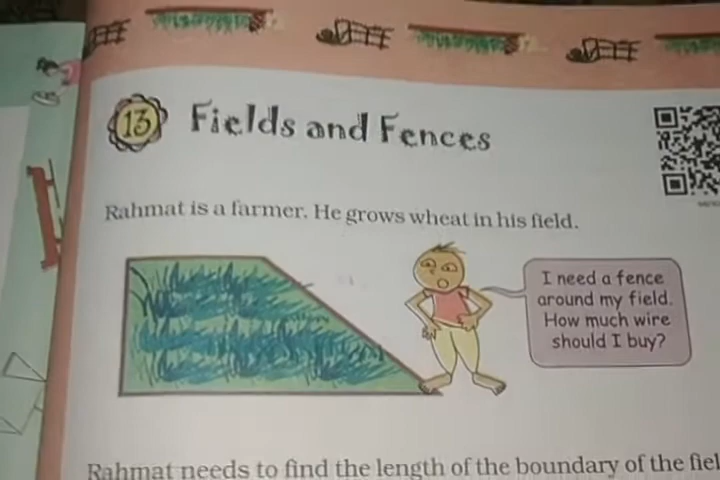 13 Fields and Fences
Rahmat is a farmer. He grows wheat in his field.
I need a fence
around my field.
How much wire
should I buy?
Rahmat needs to find the length of the boundary of the